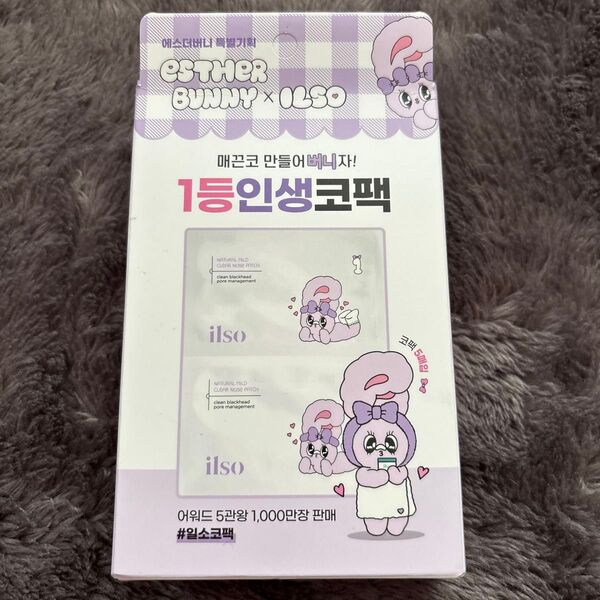 에스더버니 특별기획
ESTHER
BUNNY × ILSO
매끈코 만들어버니자!
1등인생코팩
NATURAL MILD
CLEAR NOSE PATCH
clean blackhead
pore management
1
ilso
코팩 5매입
NATURAL MILD
CLEAR NOSE PATCH
clean blackhead
pore management
ilso
어워드 5관왕 1,000만장 판매
#일소코팩